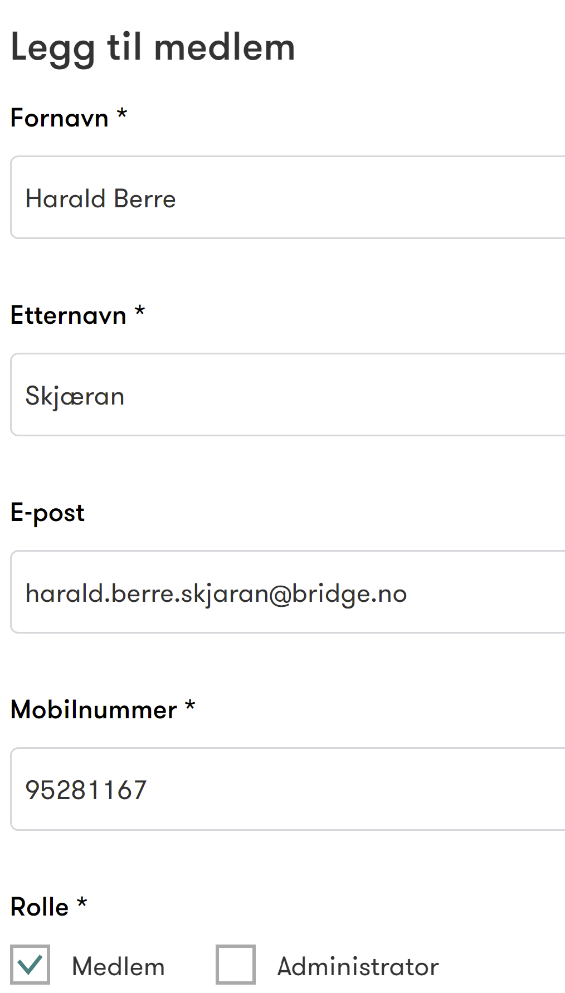 Legg til medlem
Fornavn *
Harald Berre
Etternavn *
Skjæran
E-post
harald.berre.skjaran@bridge.no
Mobilnummer *
95281167
Rolle *
Medlem Administrator